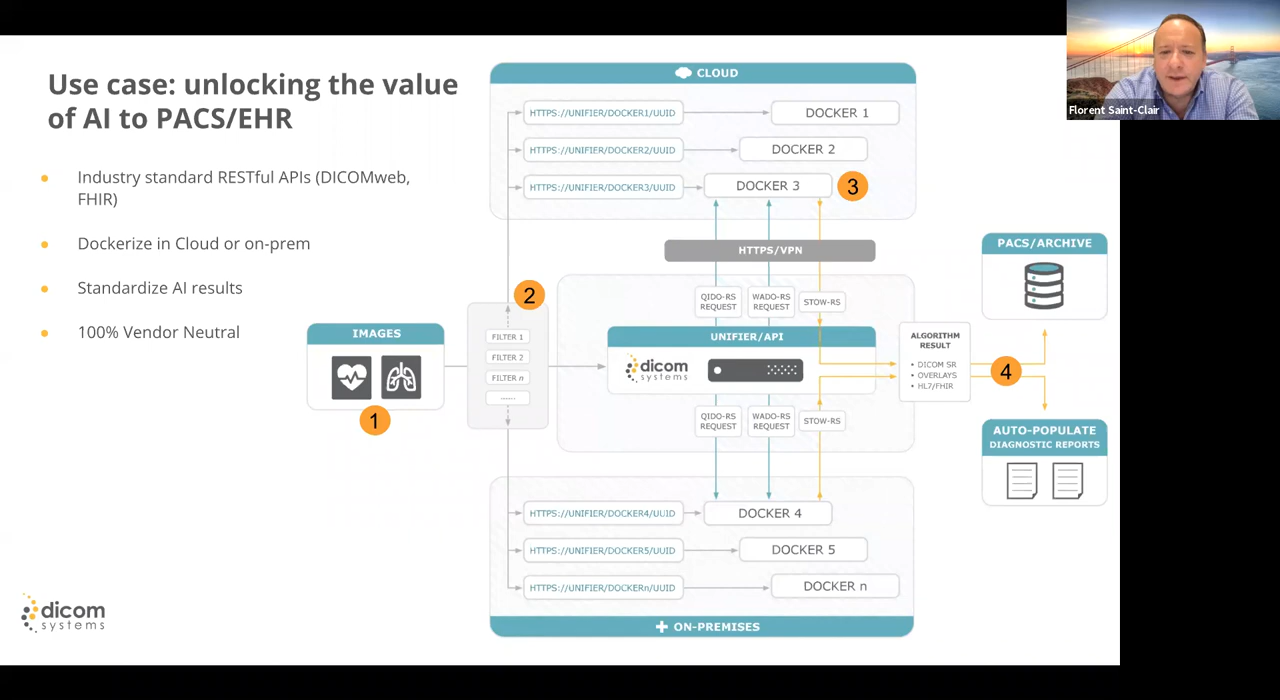 Florent Saint-Clair
Use case: unlocking the value
of AI to PACS/EHR
Industry standard RESTful APIs (DICOMweb,
FHIR)
Dockerize in Cloud or on-prem
Standardize AI results
100% Vendor Neutral
CLOUD
HTTPS://UNIFIER/DOCKER1/UUID
DOCKER 1
HTTPS://UNIFIER/DOCKER2/UUID
DOCKER 2
HTTPS://UNIFIER/DOCKER3/UUID
DOCKER 3
3
HTTPS/VPN
IMAGES
1
2
FILTER 1
FILTER 2
FILTER n
......
QIDO-RS
REQUEST
WADO-RS
REQUEST
STOW-RS
UNIFIER/API
dicom
systems
QIDO-RS
REQUEST
WADO-RS
REQUEST
STOW-RS
ALGORITHM
RESULT
• DICOM SR
• OVERLAYS
• HL7/FHIR
4
PACS/ARCHIVE
AUTO-POPULATE
DIAGNOSTIC REPORTS
HTTPS://UNIFIER/DOCKER4/UUID
DOCKER 4
HTTPS://UNIFIER/DOCKER5/UUID
DOCKER 5
HTTPS://UNIFIER/DOCKERn/UUID
DOCKER n
ON-PREMISES
dicom
systems